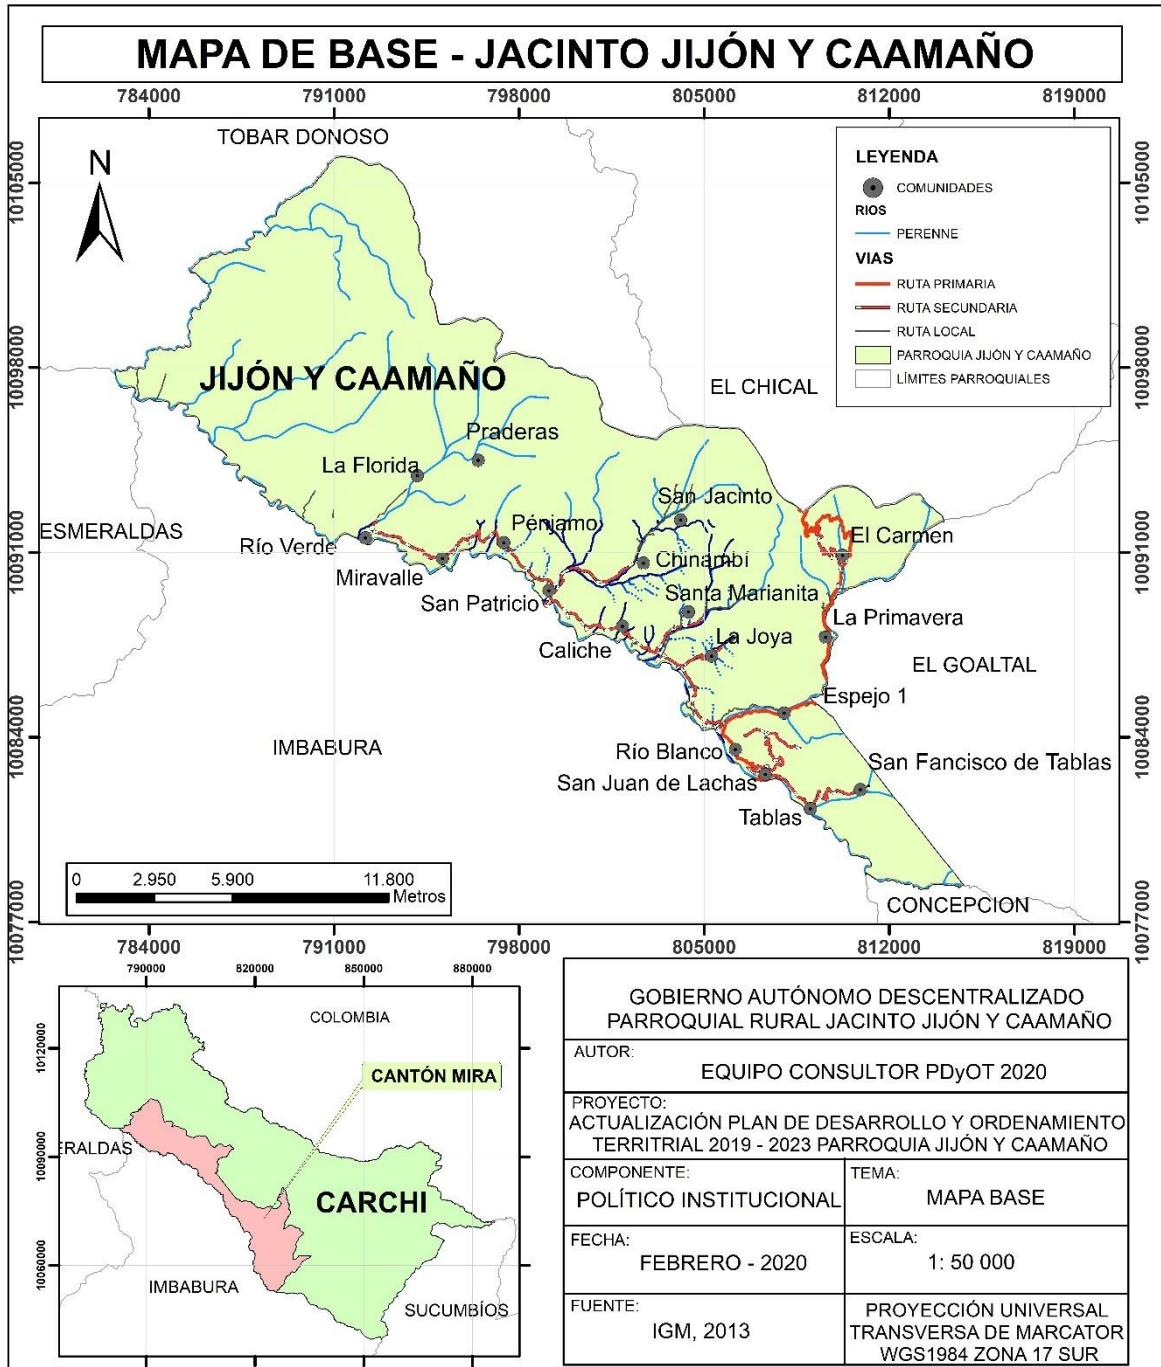 MAPA DE BASE - JACINTO JIJÓN Y CAAMAÑO
784000 791000 798000 805000 812000 819000
TOBAR DONOSO
N
LEYENDA
COMUNIDADES
RIOS
PERENNE
VIAS
RUTA PRIMARIA
RUTA SECUNDARIA
RUTA LOCAL
PARROQUIA JIJÓN Y CAAMAÑO
LÍMITES PARROQUIALES
10105000 10105000
10098000 10098000
JIJÓN Y CAAMAÑO
EL CHICAL
Praderas
La Florida
San Jacinto
ESMERALDAS
10091000 10091000
Río Verde
Pénjamo
El Carmen
Miravalle
Chinambí
San Patricio
Santa Marianita
La Primavera
Caliche
La Joya
EL GOALTAL
Espejo 1
10084000 10084000
IMBABURA
Río Blanco
San Fancisco de Tablas
San Juan de Lachas
Tablas
0 2.950 5.900 11.800
Metros
CONCEPCION
10077000 10077000
784000 791000 798000 805000 812000 819000
790000 820000 850000 880000
COLOMBIA
10120000
CANTÓN MIRA
ERALDAS
10090000
CARCHI
10060000
IMBABURA
SUCUMBÍOS
GOBIERNO AUTÓNOMO DESCENTRALIZADO
PARROQUIAL RURAL JACINTO JIJÓN Y CAAMAÑO
AUTOR:
EQUIPO CONSULTOR PDyOT 2020
PROYECTO:
ACTUALIZACIÓN PLAN DE DESARROLLO Y ORDENAMIENTO
TERRITRIAL 2019 - 2023 PARROQUIA JIJÓN Y CAAMAÑO
COMPONENTE:
POLÍTICO INSTITUCIONAL
TEMA:
MAPA BASE
FECHA:
FEBRERO - 2020
ESCALA:
1: 50 000
FUENTE:
IGM, 2013
PROYECCIÓN UNIVERSAL
TRANSVERSA DE MARCATOR
WGS1984 ZONA 17 SUR